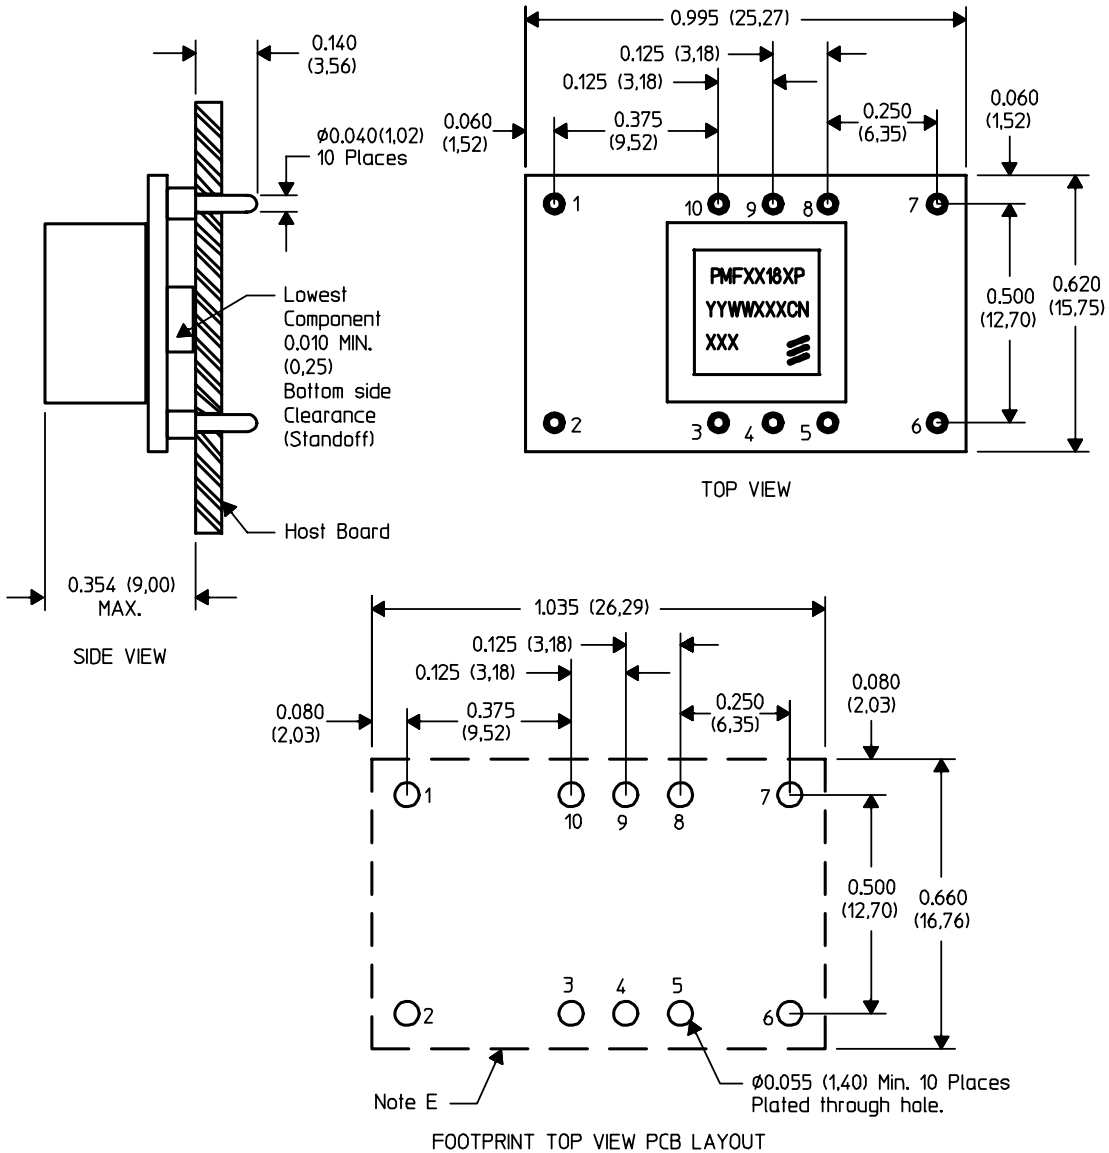 0.140
(3,56)
ø0.040(1,02)
10 Places
Lowest
Component
0.010 MIN.
(0,25)
Bottom side
Clearance
(Standoff)
Host Board
0.354 (9,00)
MAX.
SIDE VIEW
0.995 (25,27)
0.125 (3,18)
0.125 (3,18)
0.060
(1,52)
0.375
(9,52)
0.250
(6,35)
0.060
(1,52)
1
10
9
8
7
PMFXX18XP
YYWWXXXCN
XXX
0.500
(12,70)
0.620
(15,75)
2
3
4
5
6
TOP VIEW
1.035 (26,29)
0.125 (3,18)
0.125 (3,18)
0.080
(2,03)
0.375
(9,52)
0.250
(6,35)
0.080
(2,03)
1
10
9
8
7
0.500
(12,70)
0.660
(16,76)
2
3
4
5
6
Note E
ø0.055 (1,40) Min. 10 Places
Plated through hole.
FOOTPRINT TOP VIEW PCB LAYOUT